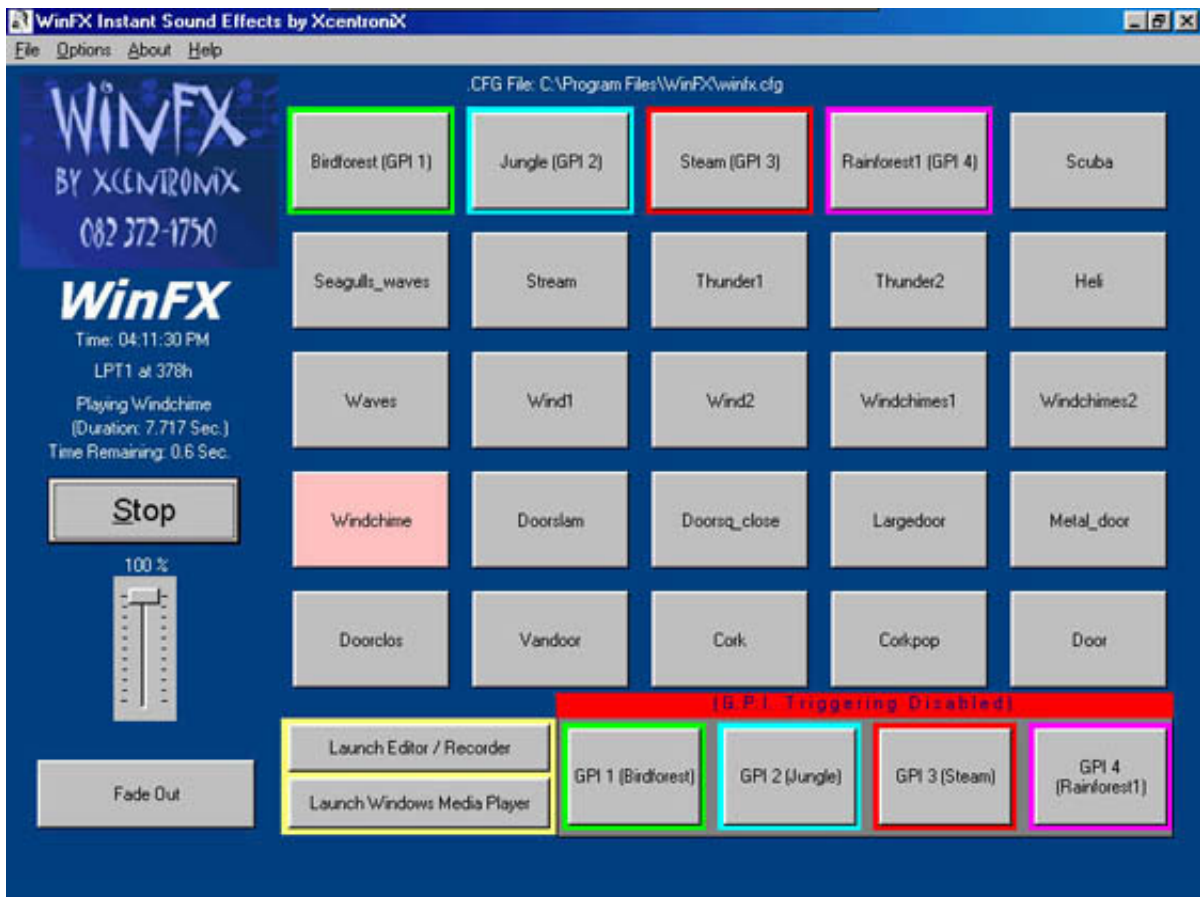 WinFX Instant Sound Effects by XcentroniX
File Options About Help
.CFG File: C:\Program Files\WinFX\winfx.cfg
WINFX
BY XCENTRONIX
082 372-1750
WinFX
Time: 04:11:30 PM
LPT1 at 378h
Playing Windchime
(Duration: 7.717 Sec.)
Time Remaining: 0.6 Sec.
Stop
100 %
Fade Out
Birdforest (GPI 1) Jungle (GPI 2) Steam (GPI 3) Rainforest1 (GPI 4) Scuba
Seagulls_waves Stream Thunder1 Thunder2 Heli
Waves Wind1 Wind2 Windchimes1 Windchimes2
Windchime Doorslam Doorsq_close Largedoor Metal_door
Doorclos Vandoor Cork Corkpop Door
(G.P.I. Triggering Disabled)
Launch Editor / Recorder
Launch Windows Media Player
GPI 1 (Birdforest) GPI 2 (Jungle) GPI 3 (Steam) GPI 4
(Rainforest1)